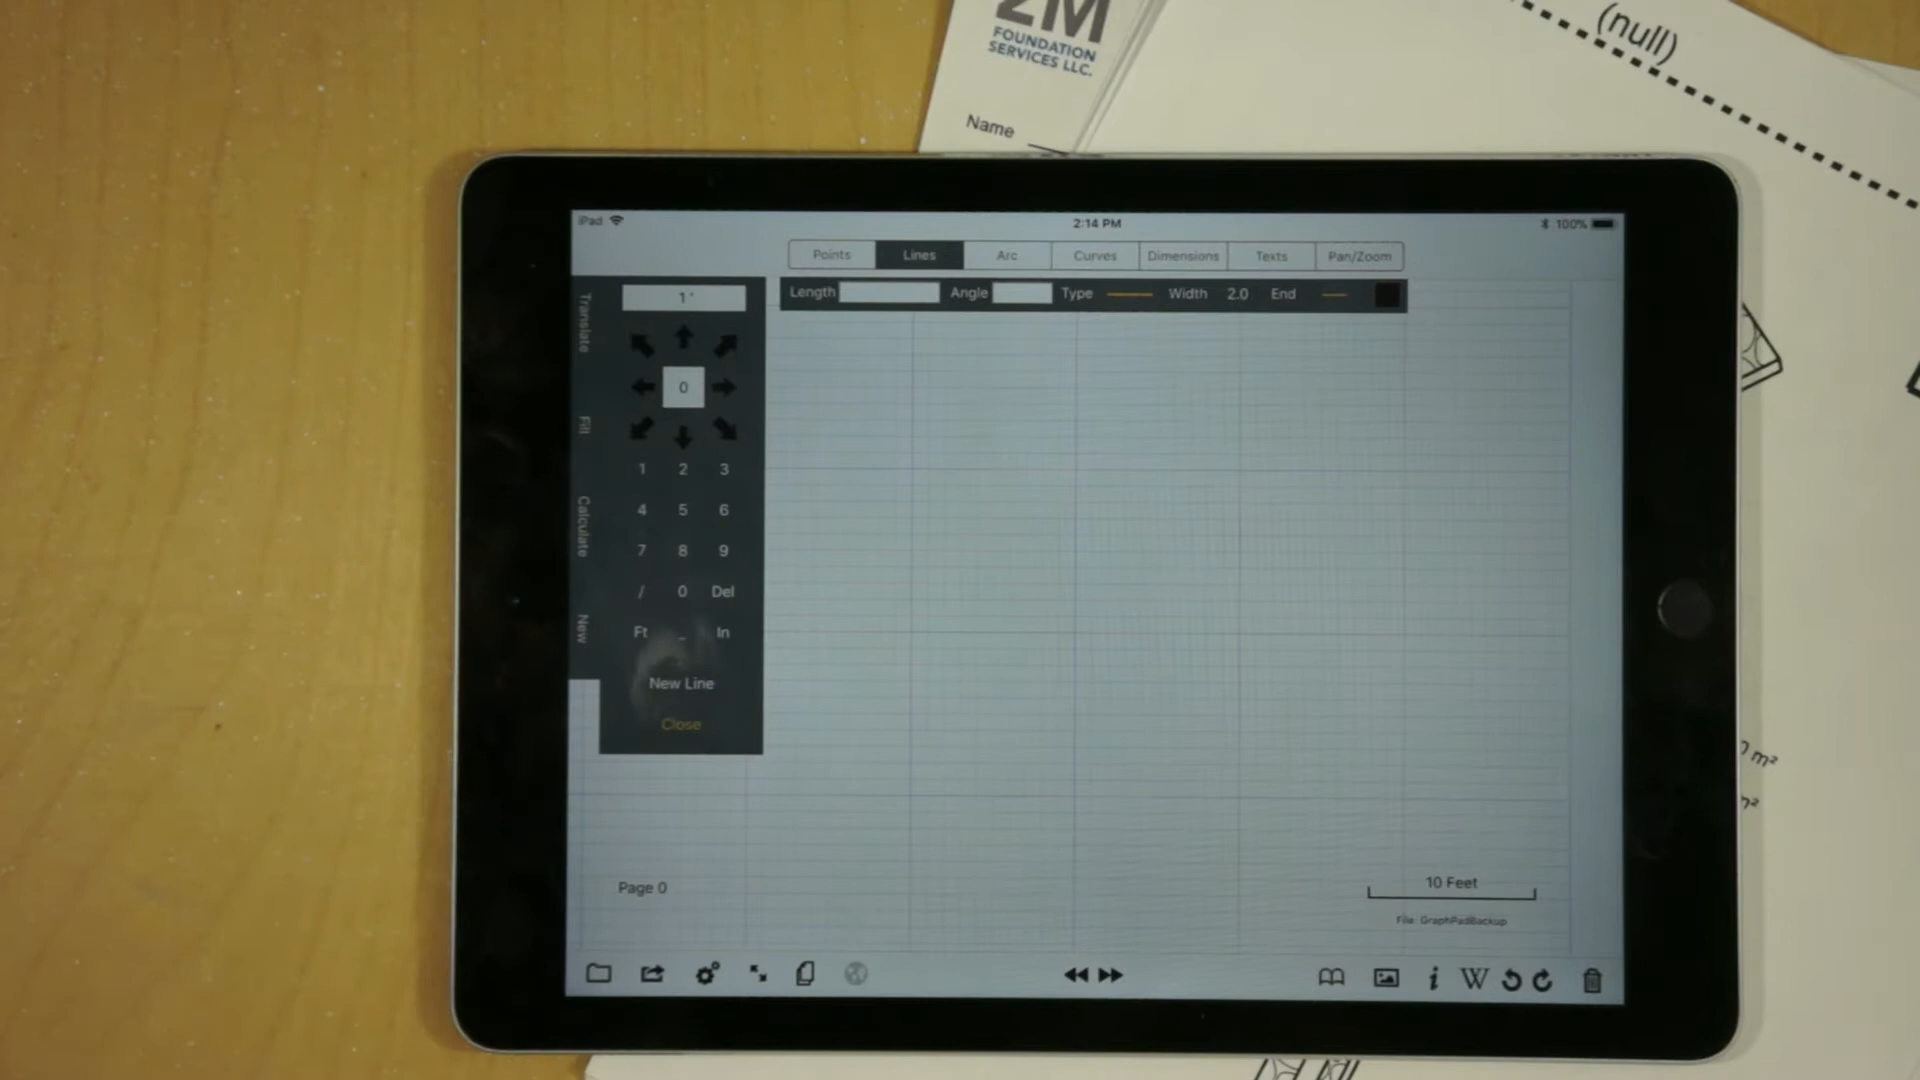 2M
FOUNDATION
SERVICES LLC.
(null)
Name
iPad
2:14 PM
100%
Points Lines Arc Curves Dimensions Texts Pan/Zoom
Length Angle Type Width 2.0 End
1'
Translate
Fill
Calculate
New
0
1 2 3
4 5 6
7 8 9
/ 0 Del
Ft - In
New Line
Close
Page 0
10 Feet
File: GraphPadBackup
i W
m²